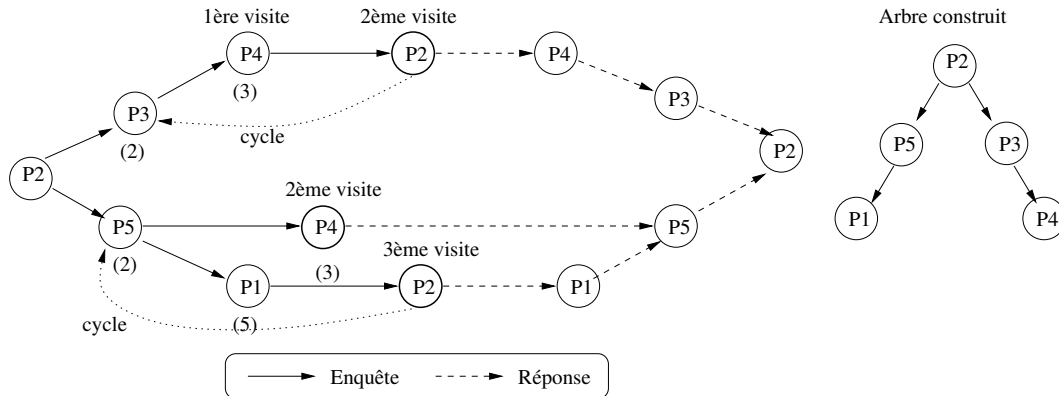 1ère visite
2ème visite
Arbre construit
P4
P2
P4
P2
(3)
P3
P3
cycle
(2)
P2
P5
P3
P2
2ème visite
P5
P4
P5
P1
P4
3ème visite
(2)
(3)
P1
P2
P1
cycle
(5)
Enquête
Réponse